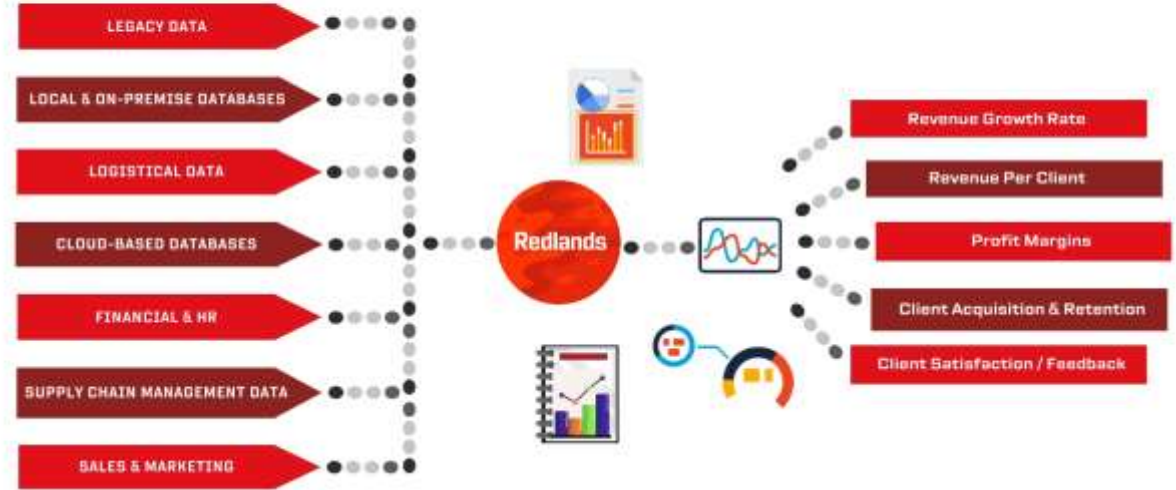 LEGACY DATA
LOCAL & ON-PREMISE DATABASES
LOGISTICAL DATA
CLOUD-BASED DATABASES
FINANCIAL & HR
SUPPLY CHAIN MANAGEMENT DATA
SALES & MARKETING
Redlands
Revenue Growth Rate
Revenue Per Client
Profit Margins
Client Acquisition & Retention
Client Satisfaction / Feedback